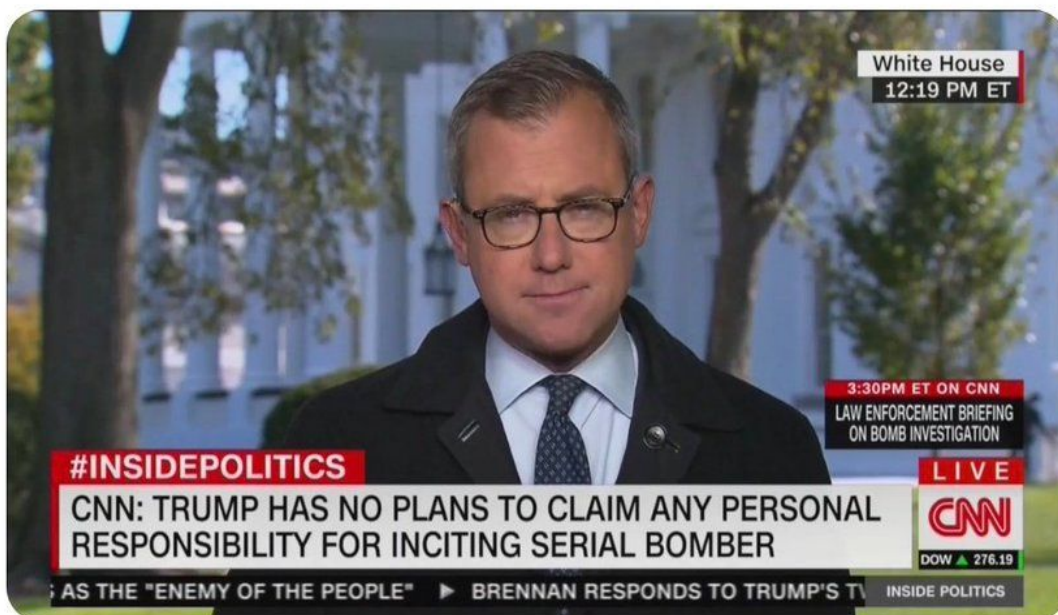 White House
12:19 PM ET
3:30PM ET ON CNN
LAW ENFORCEMENT BRIEFING
ON BOMB INVESTIGATION
#INSIDEPOLITICS
CNN: TRUMP HAS NO PLANS TO CLAIM ANY PERSONAL
RESPONSIBILITY FOR INCITING SERIAL BOMBER
LIVE
CNN
DOW ▲ 276.19
AS THE "ENEMY OF THE PEOPLE" ▶ BRENNAN RESPONDS TO TRUMP'S
INSIDE POLITICS